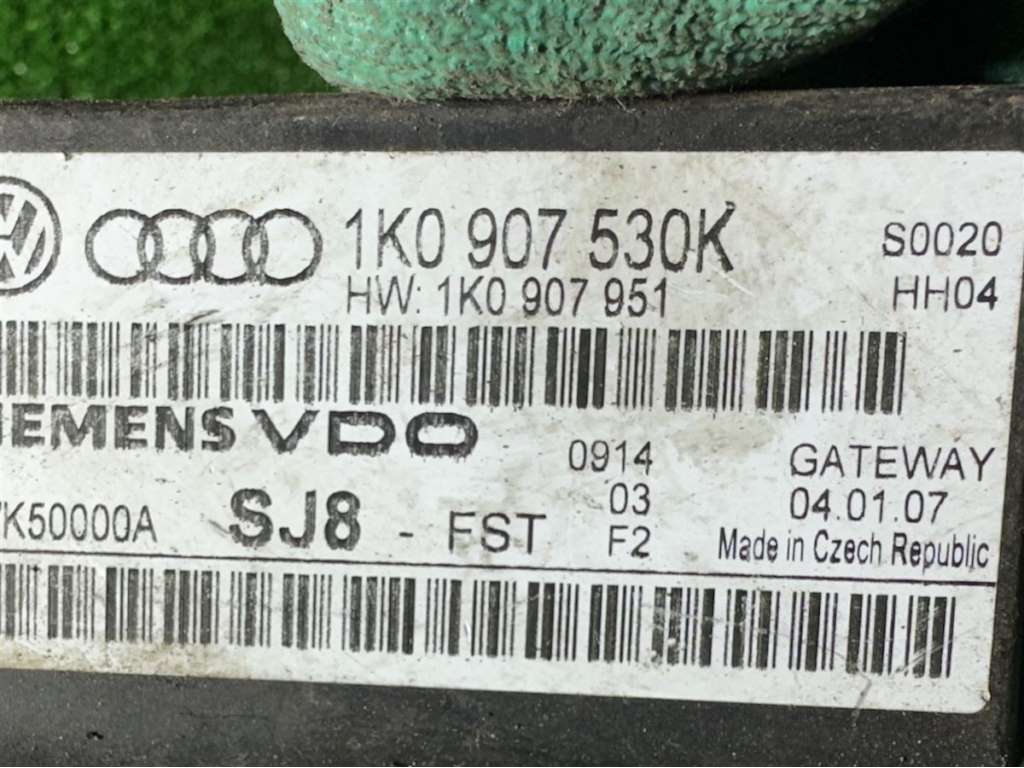 1K0 907 530K S0020
HW: 1K0 907 951 HH04
SIEMENS VDO
0914 GATEWAY
03 04.01.07
K50000A SJ8 - FST F2 Made in Czech Republic